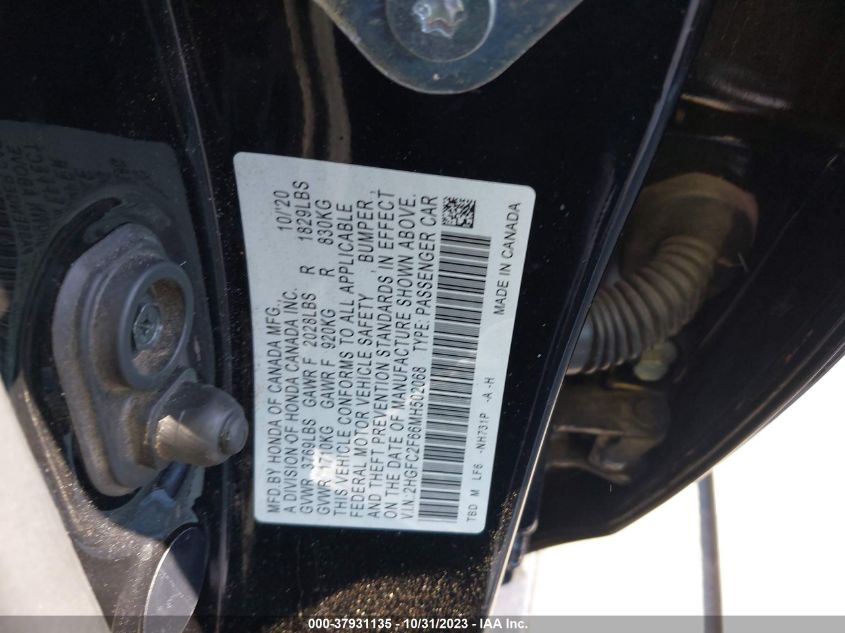 MFD BY HONDA OF CANADA MFG., 10/'20
A DIVISION OF HONDA CANADA INC.
GVWR 3769LBS GAWR F 2028LBS R 1829LBS
GVWR KG GAWR F 920KG R 830KG
THIS VEHICLE CONFORMS TO ALL APPLICABLE
FEDERAL MOTOR VEHICLE SAFETY , BUMPER ,
AND THEFT PREVENTION STANDARDS IN EFFECT
ON THE DATE OF MANUFACTURE SHOWN ABOVE.
V.I.N: 2HGFC2F66MH502068 TYPE: PASSENGER CAR
TBD M LF6 -NH731P -A -H
MADE IN CANADA
000-37931135 - 10/31/2023 - IAA Inc.